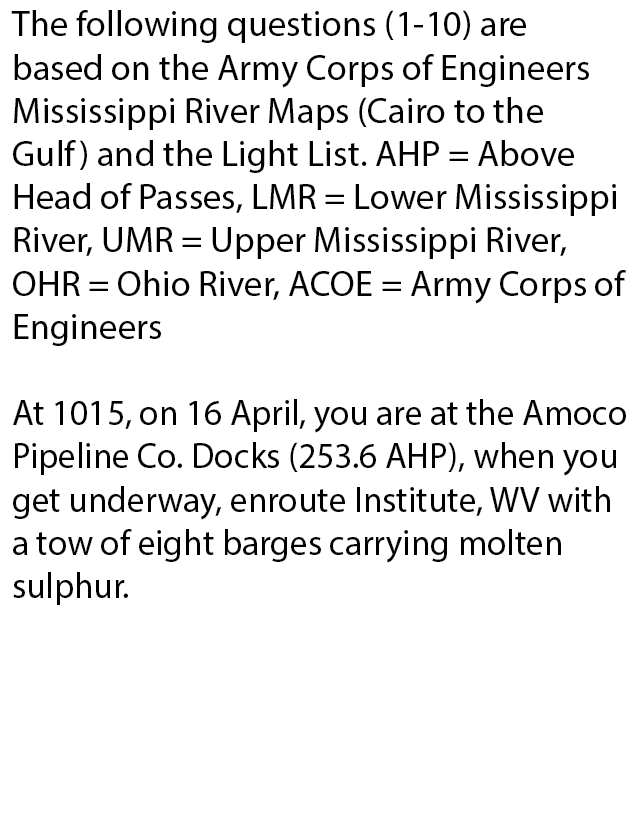 The following questions (1-10) are
based on the Army Corps of Engineers
Mississippi River Maps (Cairo to the
Gulf) and the Light List. AHP = Above
Head of Passes, LMR = Lower Mississippi
River, UMR = Upper Mississippi River,
OHR = Ohio River, ACOE = Army Corps of
Engineers
At 1015, on 16 April, you are at the Amoco
Pipeline Co. Docks (253.6 AHP), when you
get underway, enroute Institute, WV with
a tow of eight barges carrying molten
sulphur.